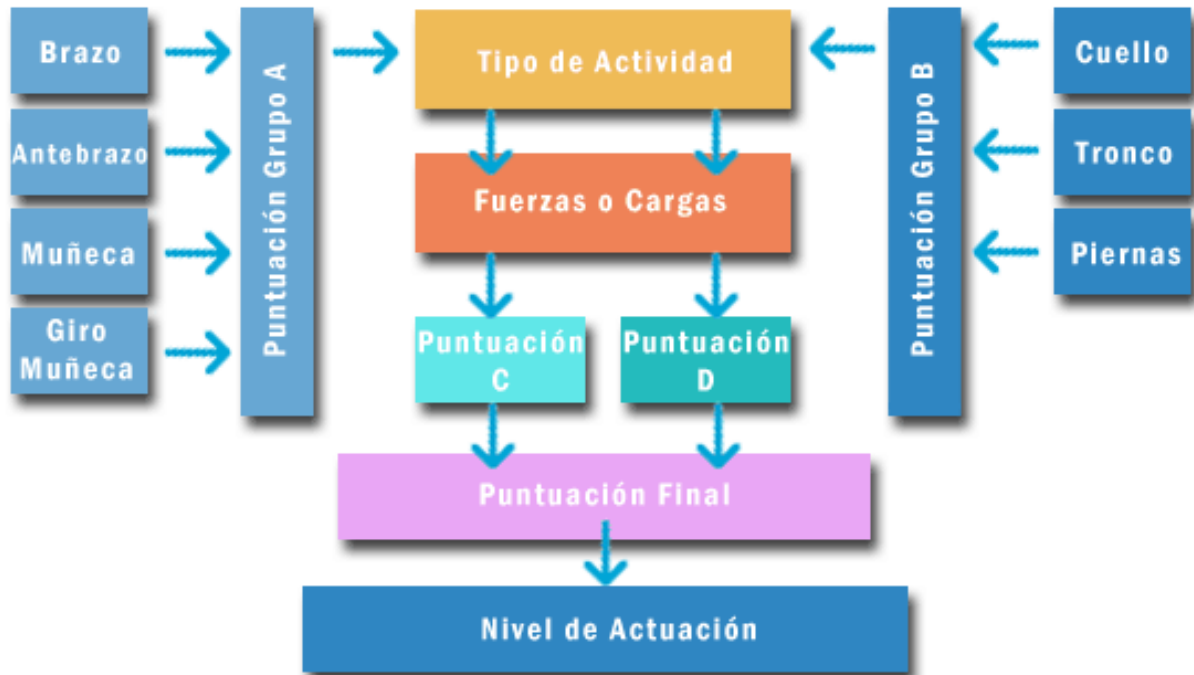 Brazo
Antebrazo
Muñeca
Giro
Muñeca
Puntuación Grupo A
Tipo de Actividad
Fuerzas o Cargas
Puntuación
C
Puntuación
D
Puntuación Final
Nivel de Actuación
Puntuación Grupo B
Cuello
Tronco
Piernas